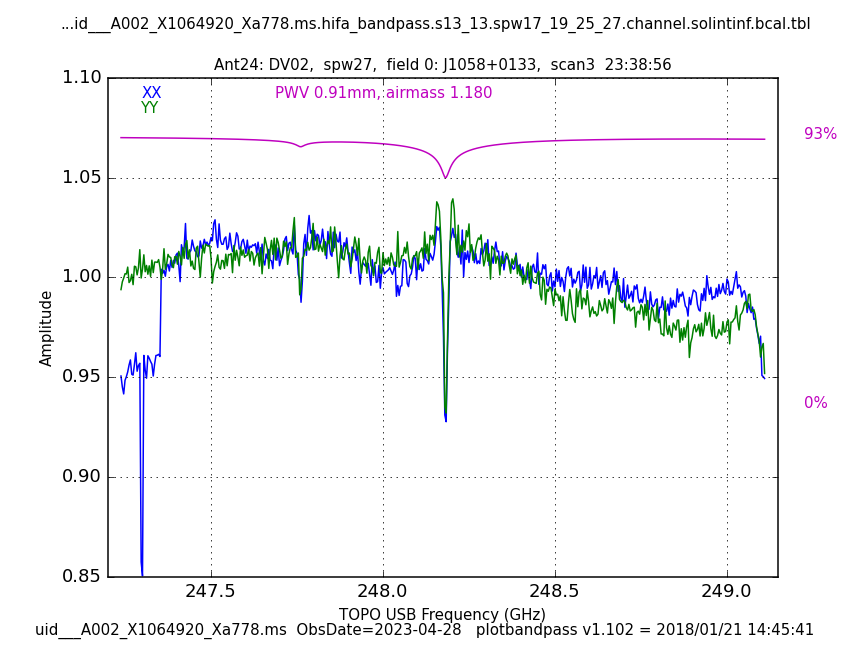 ...id___A002_X1064920_Xa778.ms.hifa_bandpass.s13_13.spw17_19_25_27.channel.solintinf.bcal.tbl
Ant24: DV02,  spw27,  field 0: J1058+0133,  scan3  23:38:56
1.10
XX
PWV 0.91mm, airmass 1.180
YY
93%
1.05
1.00
Amplitude
0.95
0%
0.90
0.85
247.5 248.0 248.5 249.0
TOPO USB Frequency (GHz)
uid___A002_X1064920_Xa778.ms  ObsDate=2023-04-28   plotbandpass v1.102 = 2018/01/21 14:45:41